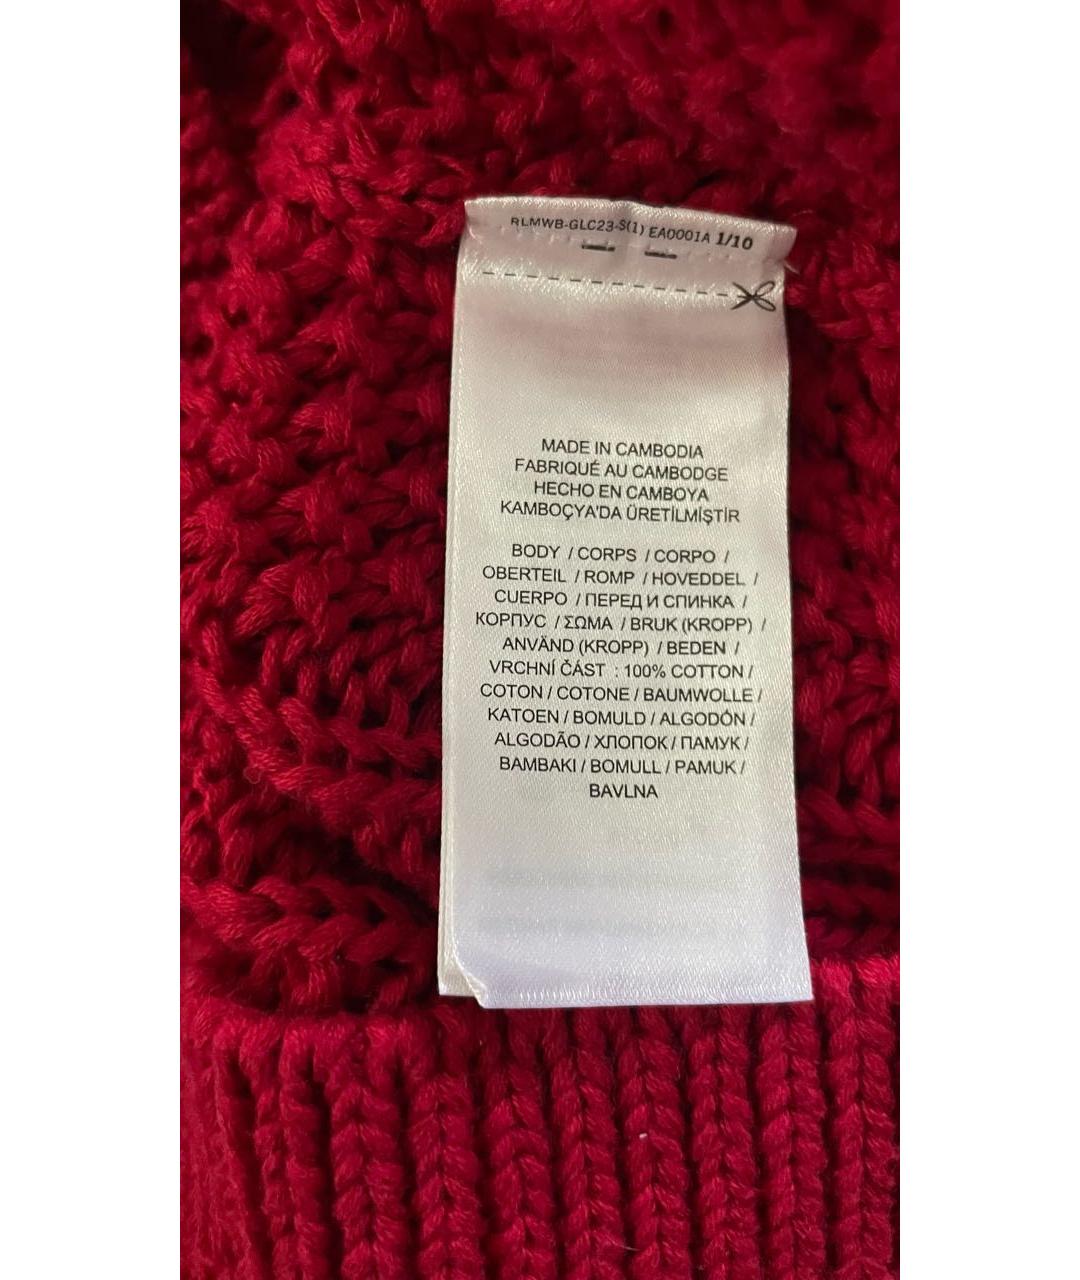 RLMWB-GLC23-S(1) EA0001A 1/10
MADE IN CAMBODIA
FABRIQUÉ AU CAMBODGE
HECHO EN CAMBOYA
KAMBOÇYA'DA ÜRETİLMİŞTİR
BODY / CORPS / CORPO /
OBERTEIL / ROMP / HOVEDDEL /
CUERPO / ПЕРЕД И СПИНКА /
КОРПУС / ΣΩΜΑ / BRUK (KROPP) /
ANVÄND (KROPP) / BEDEN /
VRCHNÍ ČÁST : 100% COTTON /
COTON / COTONE / BAUMWOLLE /
KATOEN / BOMULD / ALGODÓN /
ALGODÃO / ХЛОПОК / ПАМУК /
BAMBAKI / BOMULL / PAMUK /
BAVLNA